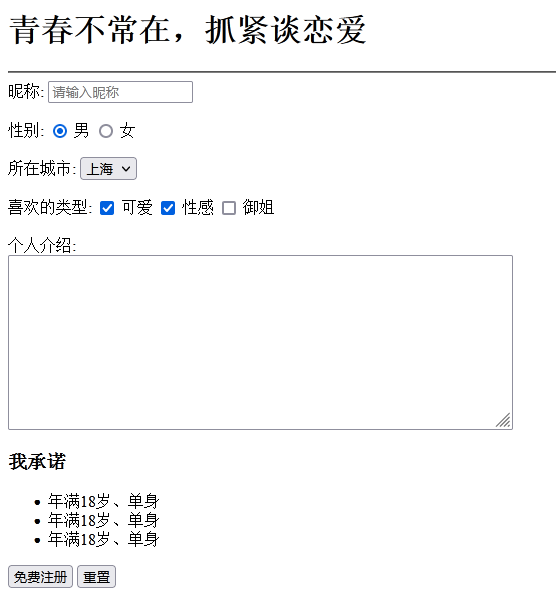 青春不常在，抓紧谈恋爱
昵称: 请输入昵称
性别: 男 女
所在城市: 上海
喜欢的类型: 可爱 性感 御姐
个人介绍:
我承诺
年满18岁、单身
年满18岁、单身
年满18岁、单身
免费注册 重置